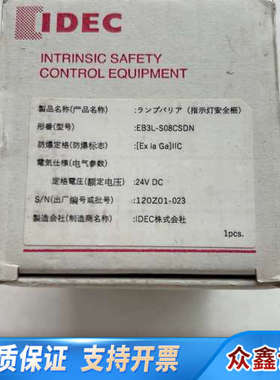 IDEC
INTRINSIC SAFETY
CONTROL EQUIPMENT
製品名称(产品名称) :ランプバリア (指示灯安全栅)
形番(型号) :EB3L-S08CSDN
防爆定格(防爆标志) :[Ex ia Ga]IIC
電気仕様(电气参数)
定格電圧(额定电压) :24V DC
S/N(出厂编号或批号) :120Z01-023
製造会社(制造商名称) :IDEC株式会社
1pcs.
质保证 支持开票
众鑫